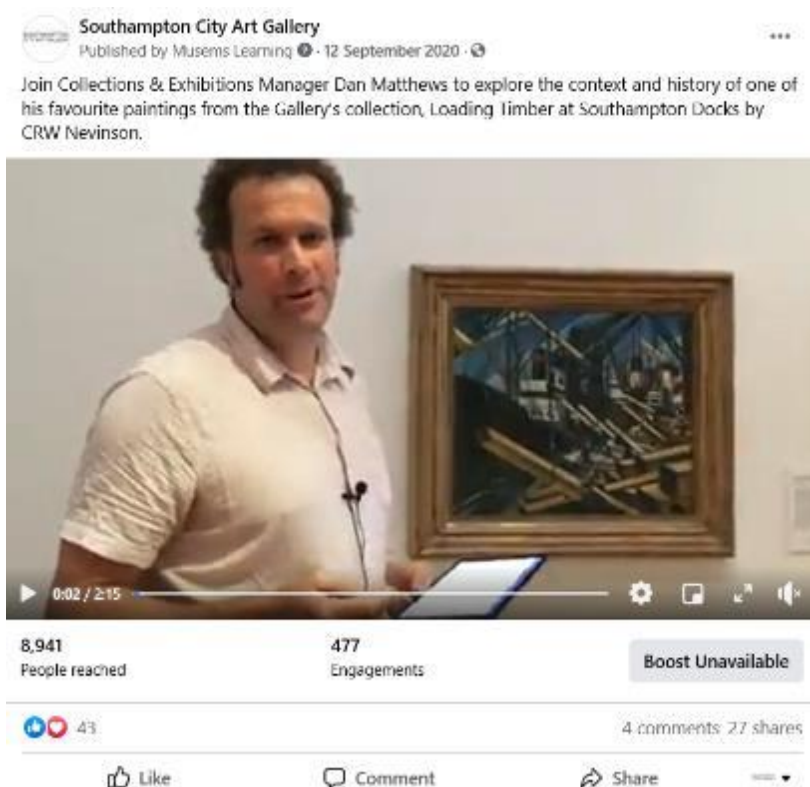 Southampton City Art Gallery
Published by Musems Learning · 12 September 2020 ·
Join Collections & Exhibitions Manager Dan Matthews to explore the context and history of one of
his favourite paintings from the Gallery's collection, Loading Timber at Southampton Docks by
CRW Nevinson.
0:02 / 2:15
8,941
People reached
477
Engagements
Boost Unavailable
43
4 comments 27 shares
Like
Comment
Share